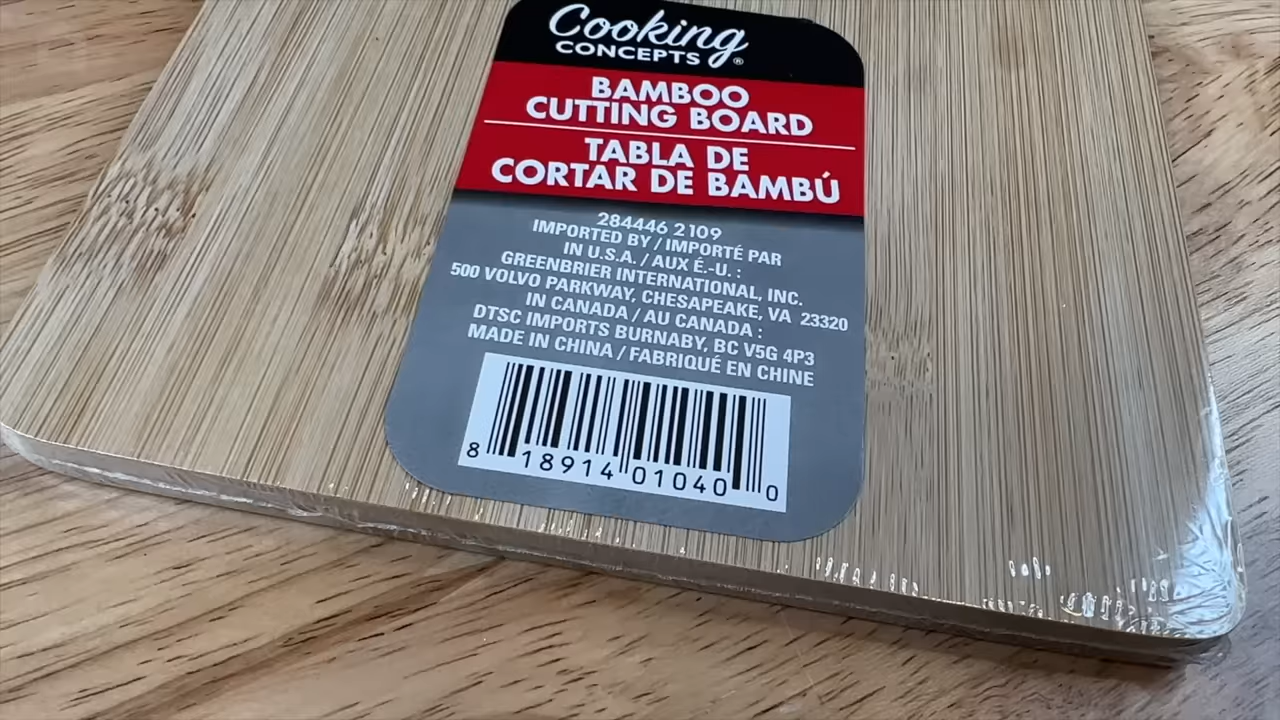 Cooking
CONCEPTS®
BAMBOO
CUTTING BOARD
TABLA DE
CORTAR DE BAMBÚ
284446 2109
IMPORTED BY / IMPORTÉ PAR
IN U.S.A. / AUX É.-U. :
GREENBRIER INTERNATIONAL, INC.
500 VOLVO PARKWAY, CHESAPEAKE, VA 23320
IN CANADA / AU CANADA :
DTSC IMPORTS BURNABY, BC V5G 4P3
MADE IN CHINA / FABRIQUÉ EN CHINE
8 18914 01040 0